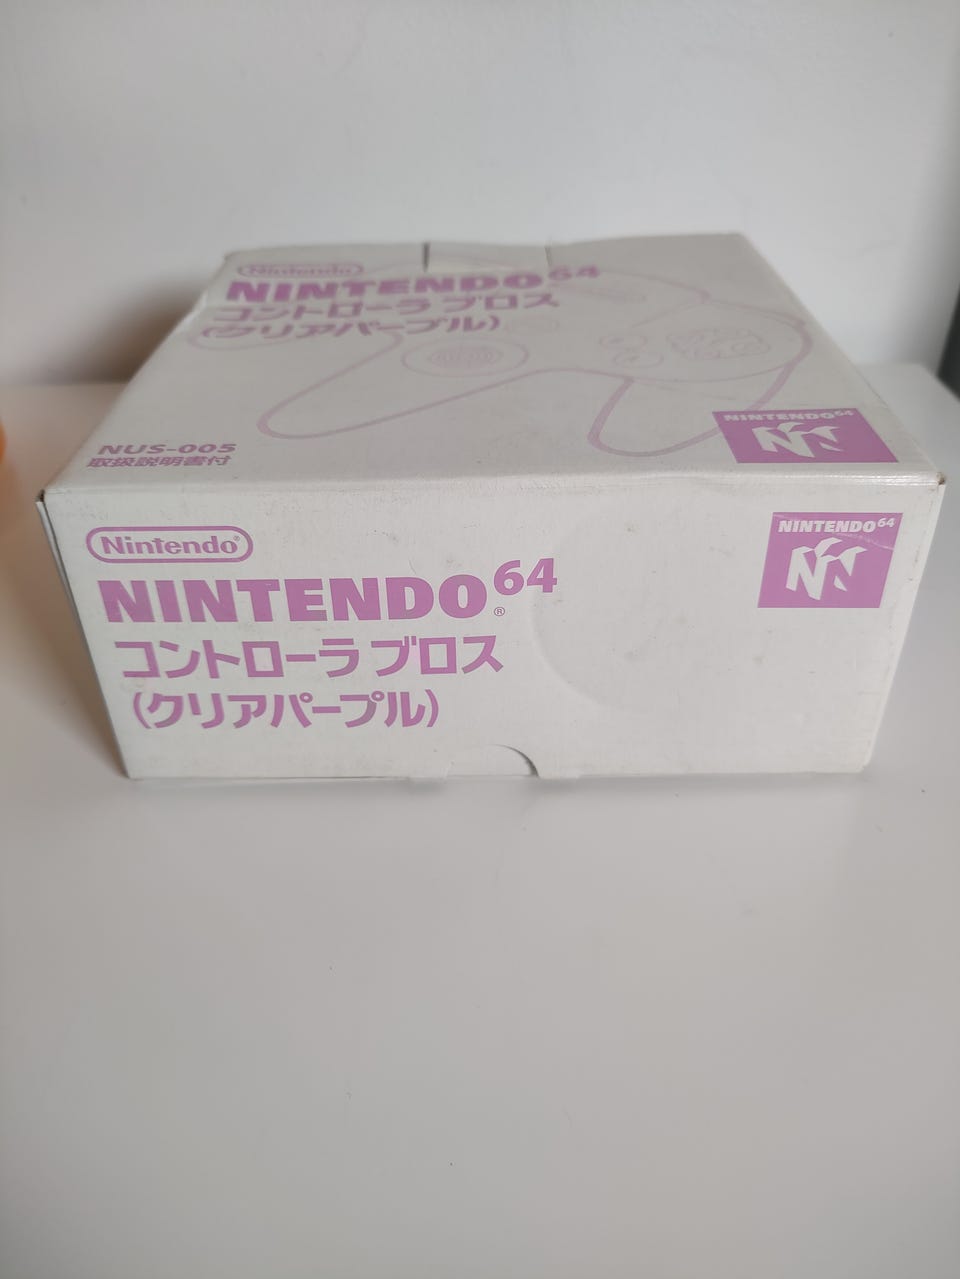 Nintendo
NINTENDO64
コントローラ ブロス
(クリアパープル)
NUS-005
取扱説明書付
NINTENDO64
Nintendo®
NINTENDO64®
コントローラ ブロス
(クリアパープル)
NINTENDO64